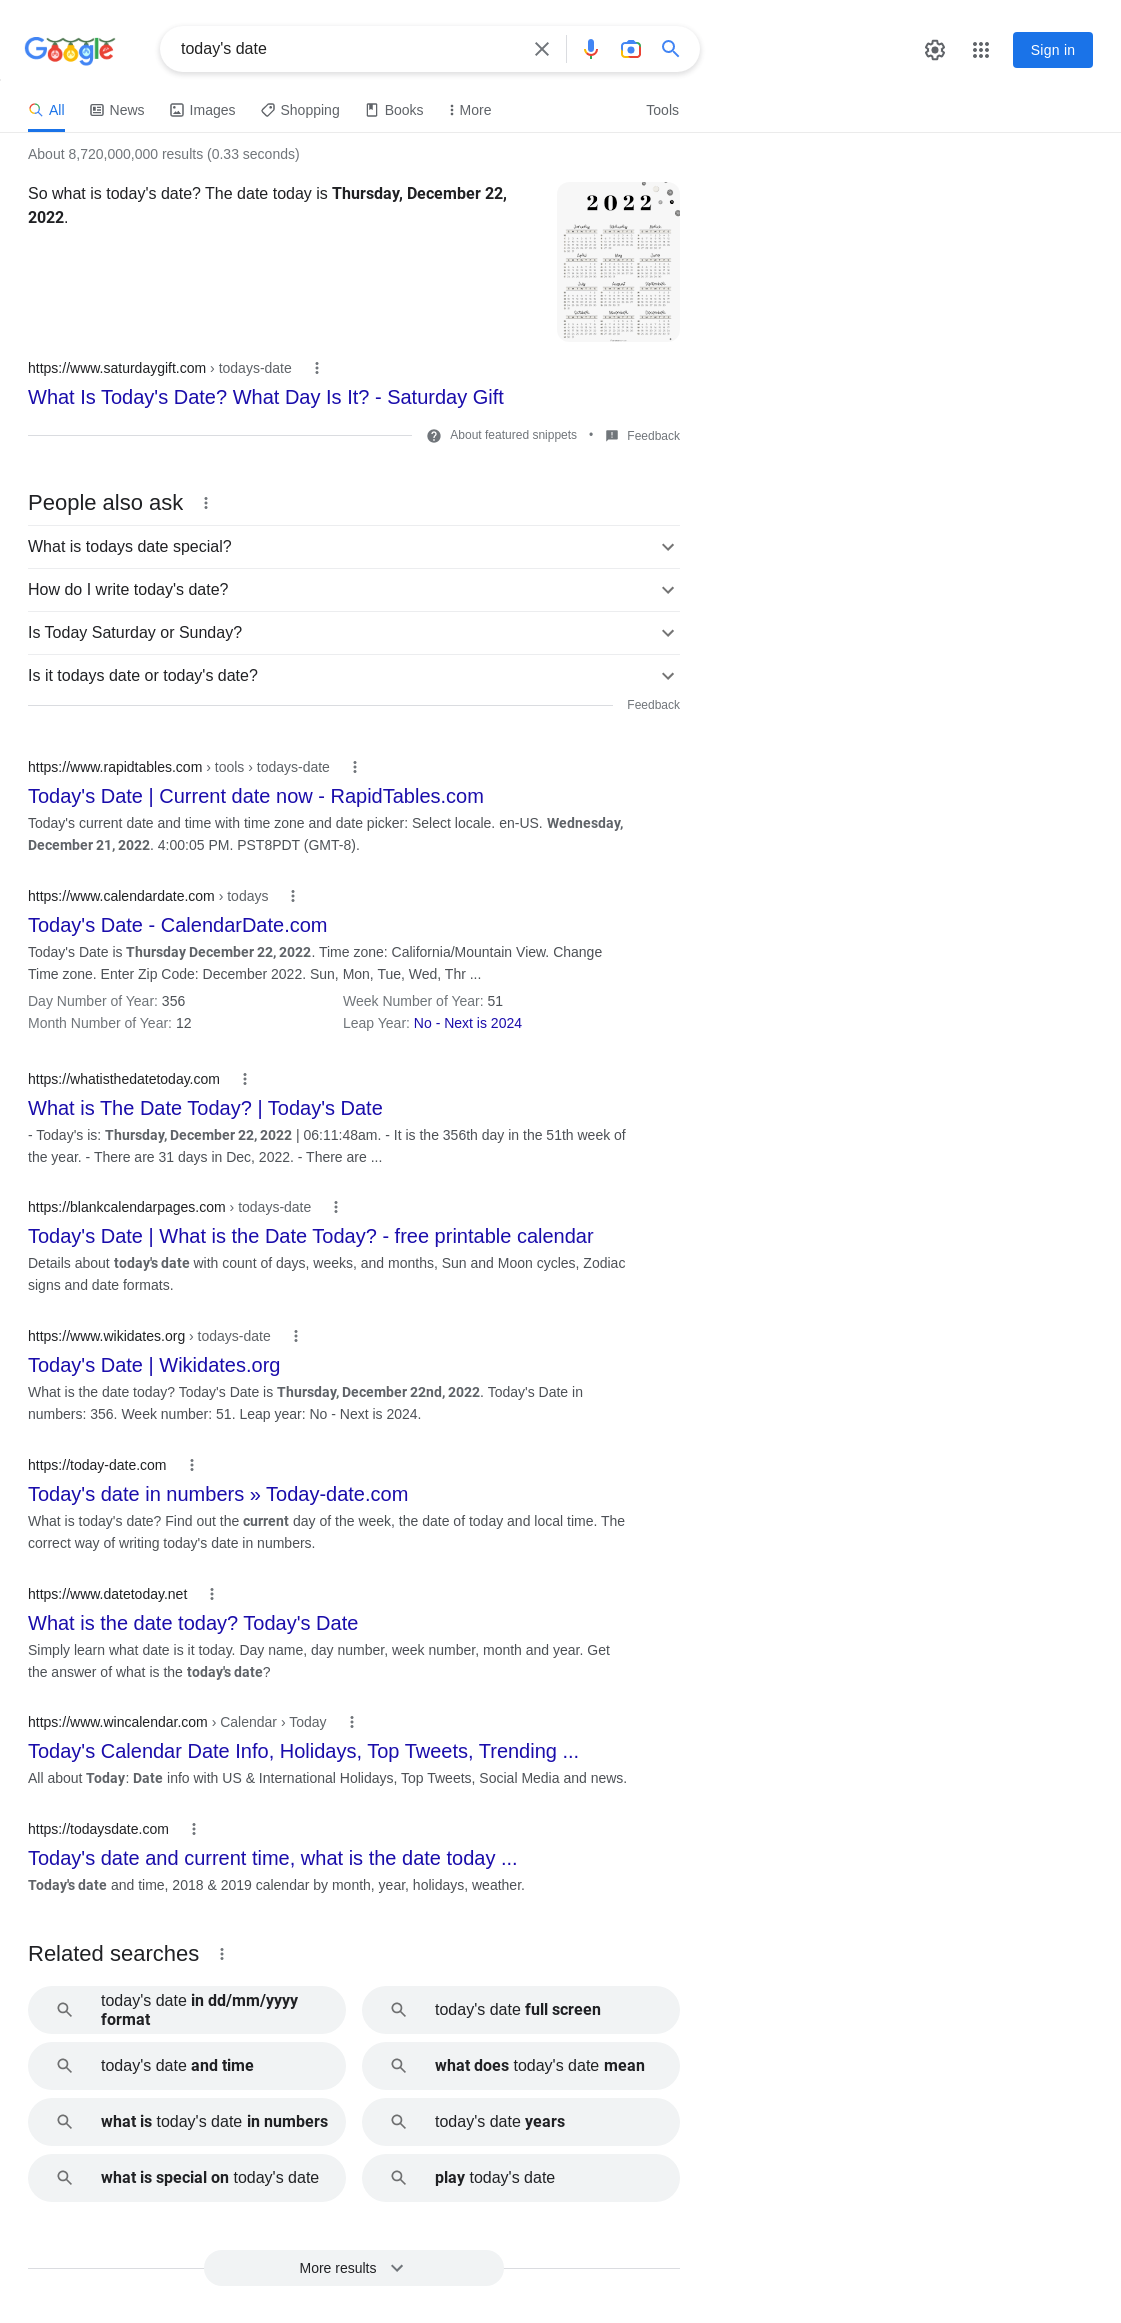 Google
today's date
Sign in
All News Images Shopping Books More Tools
About 8,720,000,000 results (0.33 seconds)
So what is today's date? The date today is Thursday, December 22,
2022.
2022
January February March
April May June
July August September
October November December
https://www.saturdaygift.com › todays-date
What Is Today's Date? What Day Is It? - Saturday Gift
About featured snippets • Feedback
People also ask
What is todays date special?
How do I write today's date?
Is Today Saturday or Sunday?
Is it todays date or today's date?
Feedback
https://www.rapidtables.com › tools › todays-date
Today's Date | Current date now - RapidTables.com
Today's current date and time with time zone and date picker: Select locale. en-US. Wednesday,
December 21, 2022. 4:00:05 PM. PST8PDT (GMT-8).
https://www.calendardate.com › todays
Today's Date - CalendarDate.com
Today's Date is Thursday December 22, 2022. Time zone: California/Mountain View. Change
Time zone. Enter Zip Code: December 2022. Sun, Mon, Tue, Wed, Thr ...
Day Number of Year: 356 Week Number of Year: 51
Month Number of Year: 12 Leap Year: No - Next is 2024
https://whatisthedatetoday.com
What is The Date Today? | Today's Date
- Today's is: Thursday, December 22, 2022 | 06:11:48am. - It is the 356th day in the 51th week of
the year. - There are 31 days in Dec, 2022. - There are ...
https://blankcalendarpages.com › todays-date
Today's Date | What is the Date Today? - free printable calendar
Details about today's date with count of days, weeks, and months, Sun and Moon cycles, Zodiac
signs and date formats.
https://www.wikidates.org › todays-date
Today's Date | Wikidates.org
What is the date today? Today's Date is Thursday, December 22nd, 2022. Today's Date in
numbers: 356. Week number: 51. Leap year: No - Next is 2024.
https://today-date.com
Today's date in numbers » Today-date.com
What is today's date? Find out the current day of the week, the date of today and local time. The
correct way of writing today's date in numbers.
https://www.datetoday.net
What is the date today? Today's Date
Simply learn what date is it today. Day name, day number, week number, month and year. Get
the answer of what is the today's date?
https://www.wincalendar.com › Calendar › Today
Today's Calendar Date Info, Holidays, Top Tweets, Trending ...
All about Today: Date info with US & International Holidays, Top Tweets, Social Media and news.
https://todaysdate.com
Today's date and current time, what is the date today ...
Today's date and time, 2018 & 2019 calendar by month, year, holidays, weather.
Related searches
today's date in dd/mm/yyyy
format
today's date full screen
today's date and time
what does today's date mean
what is today's date in numbers
today's date years
what is special on today's date
play today's date
More results